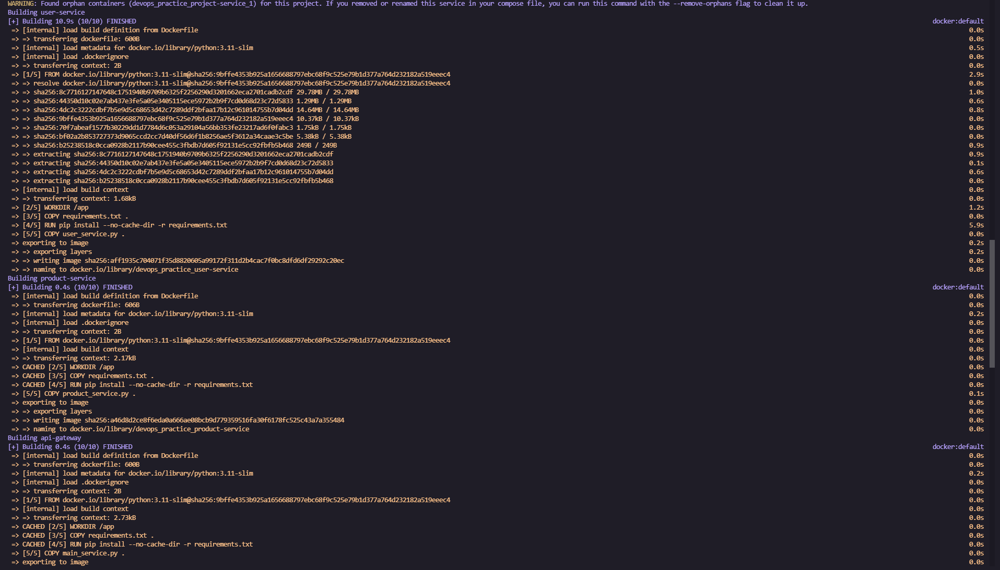 WARNING: Found orphan containers (devops_practice_project-service_1) for this project. If you removed or renamed this service in your compose file, you can run this command with the --remove-orphans flag to clean it up.
Building user-service
[+] Building 10.9s (10/10) FINISHED docker:default
=> [internal] load build definition from Dockerfile 0.0s
=> => transferring dockerfile: 600B 0.0s
=> [internal] load metadata for docker.io/library/python:3.11-slim 0.5s
=> [internal] load .dockerignore 0.0s
=> => transferring context: 2B 0.0s
=> [1/5] FROM docker.io/library/python:3.11-slim@sha256:9bffe4353b925a1656688797ebc68f9c525e79b1d377a764d232182a519eeec4 2.9s
=> => resolve docker.io/library/python:3.11-slim@sha256:9bffe4353b925a1656688797ebc68f9c525e79b1d377a764d232182a519eeec4 0.0s
=> => sha256:8c7716127147648c1751940b9709b6325f2256290d3201662eca2701cadb2cdf 29.78MB / 29.78MB 1.0s
=> => sha256:44350d10c02e7ab437e3fe5a05e3405115ece5972b2b9f7cd0d68d23c72d5833 1.29MB / 1.29MB 0.6s
=> => sha256:4dc2c3222cdbf7b5e9d5c68653d42c7289ddf2bfaa17b12c961014755b7d04dd 14.64MB / 14.64MB 0.8s
=> => sha256:9bffe4353b925a1656688797ebc68f9c525e79b1d377a764d232182a519eeec4 10.37kB / 10.37kB 0.0s
=> => sha256:70f7abeaf1577b30229dd1d7784d6c053a29104a56bb353fe23217ad6f0fabc3 1.75kB / 1.75kB 0.0s
=> => sha256:bf02a2b853727373d9065ccd2cc7d40df56d6f1b8256ae5f3612a34caae3c5be 5.38kB / 5.38kB 0.0s
=> => sha256:b25238518c0cca0928b2117b90cee455c3fbdb7d605f92131e5cc92fbfb5b468 249B / 249B 0.9s
=> => extracting sha256:8c7716127147648c1751940b9709b6325f2256290d3201662eca2701cadb2cdf 0.9s
=> => extracting sha256:44350d10c02e7ab437e3fe5a05e3405115ece5972b2b9f7cd0d68d23c72d5833 0.1s
=> => extracting sha256:4dc2c3222cdbf7b5e9d5c68653d42c7289ddf2bfaa17b12c961014755b7d04dd 0.6s
=> => extracting sha256:b25238518c0cca0928b2117b90cee455c3fbdb7d605f92131e5cc92fbfb5b468 0.0s
=> [internal] load build context 0.0s
=> => transferring context: 1.68kB 0.0s
=> [2/5] WORKDIR /app 1.2s
=> [3/5] COPY requirements.txt . 0.0s
=> [4/5] RUN pip install --no-cache-dir -r requirements.txt 5.9s
=> [5/5] COPY user_service.py . 0.0s
=> exporting to image 0.2s
=> => exporting layers 0.2s
=> => writing image sha256:aff1935c704071f35d8820605a99172f311d2b4cac7f0bc8dfd6df29292c20ec 0.0s
=> => naming to docker.io/library/devops_practice_user-service 0.0s
Building product-service
[+] Building 0.4s (10/10) FINISHED docker:default
=> [internal] load build definition from Dockerfile 0.0s
=> => transferring dockerfile: 606B 0.0s
=> [internal] load metadata for docker.io/library/python:3.11-slim 0.2s
=> [internal] load .dockerignore 0.0s
=> => transferring context: 2B 0.0s
=> [1/5] FROM docker.io/library/python:3.11-slim@sha256:9bffe4353b925a1656688797ebc68f9c525e79b1d377a764d232182a519eeec4 0.0s
=> [internal] load build context 0.0s
=> => transferring context: 2.17kB 0.0s
=> CACHED [2/5] WORKDIR /app 0.0s
=> CACHED [3/5] COPY requirements.txt . 0.0s
=> CACHED [4/5] RUN pip install --no-cache-dir -r requirements.txt 0.0s
=> [5/5] COPY product_service.py . 0.1s
=> exporting to image 0.0s
=> => exporting layers 0.0s
=> => writing image sha256:a46d8d2ce8f6eda0a666ae08bcb9d779359516fa30f6178fc525c43a7a355484 0.0s
=> => naming to docker.io/library/devops_practice_product-service 0.0s
Building api-gateway
[+] Building 0.4s (10/10) FINISHED docker:default
=> [internal] load build definition from Dockerfile 0.0s
=> => transferring dockerfile: 600B 0.0s
=> [internal] load metadata for docker.io/library/python:3.11-slim 0.2s
=> [internal] load .dockerignore 0.0s
=> => transferring context: 2B 0.0s
=> [1/5] FROM docker.io/library/python:3.11-slim@sha256:9bffe4353b925a1656688797ebc68f9c525e79b1d377a764d232182a519eeec4 0.0s
=> [internal] load build context 0.0s
=> => transferring context: 2.73kB 0.0s
=> CACHED [2/5] WORKDIR /app 0.0s
=> CACHED [3/5] COPY requirements.txt . 0.0s
=> CACHED [4/5] RUN pip install --no-cache-dir -r requirements.txt 0.0s
=> [5/5] COPY main_service.py . 0.0s
=> exporting to image 0.0s